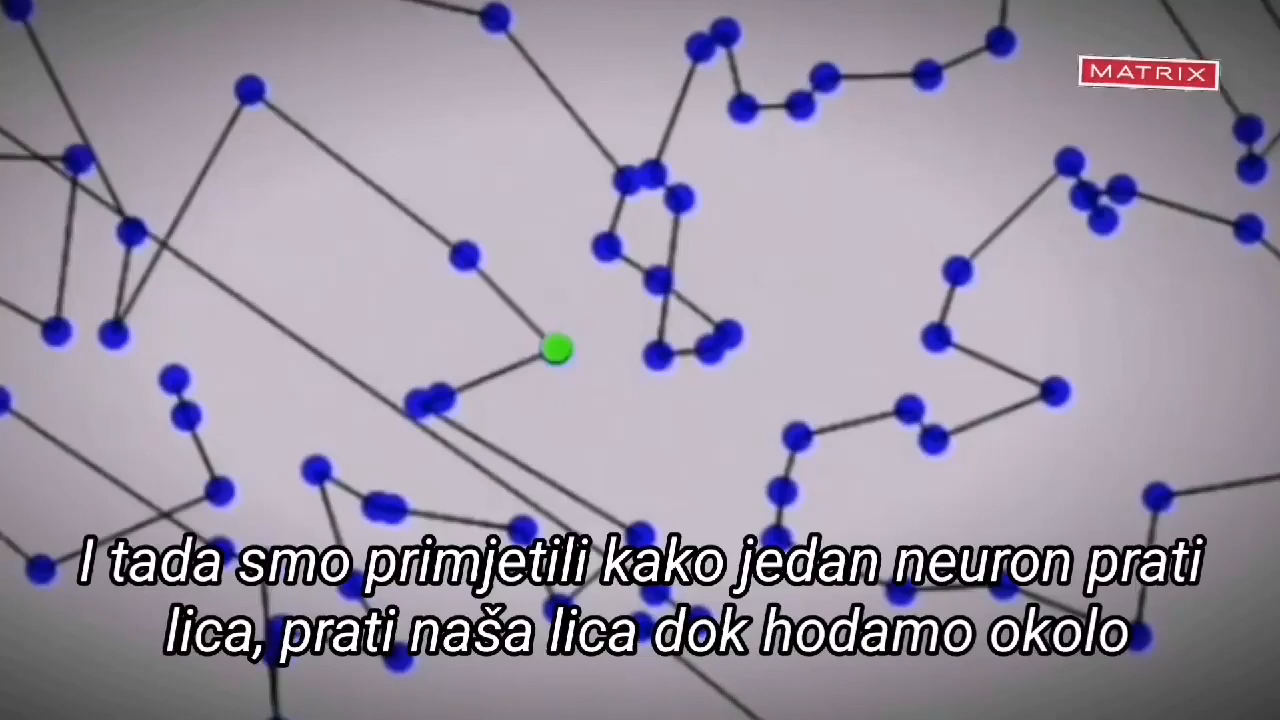 MATRIX
I tada smo primjetili kako jedan neuron prati
lica, prati naša lica dok hodamo okolo